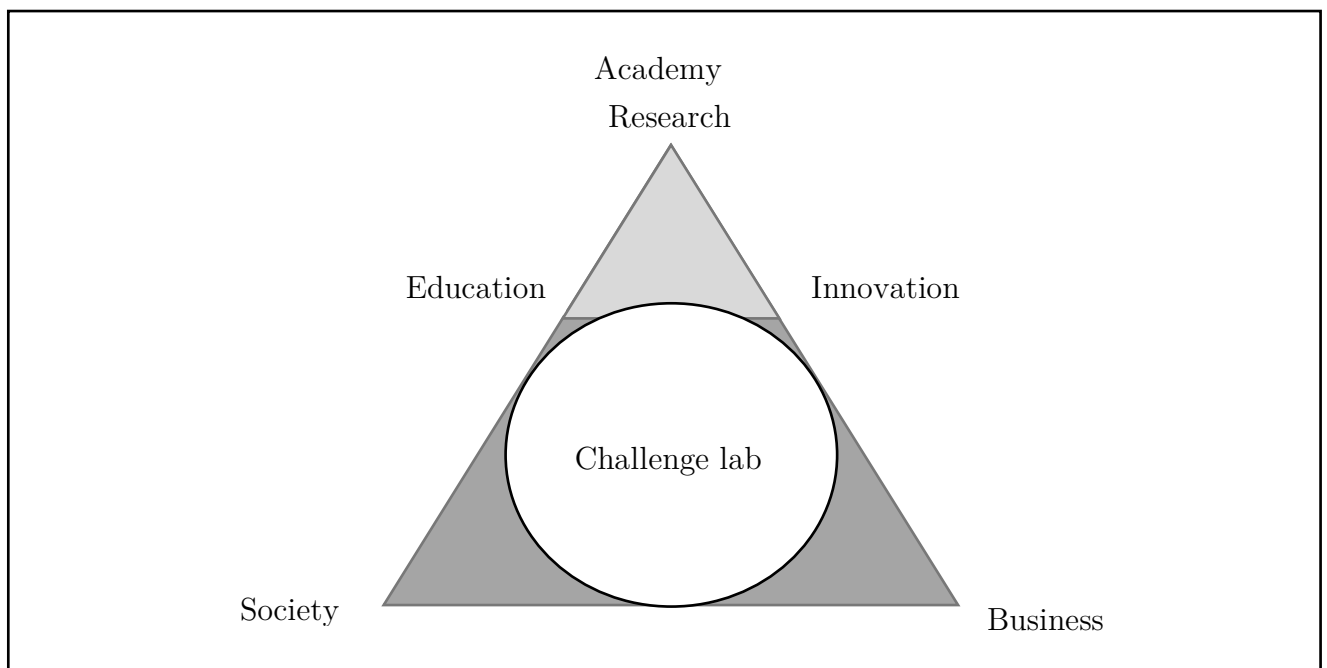 Academy
Research
Education
Innovation
Challenge lab
Society
Business